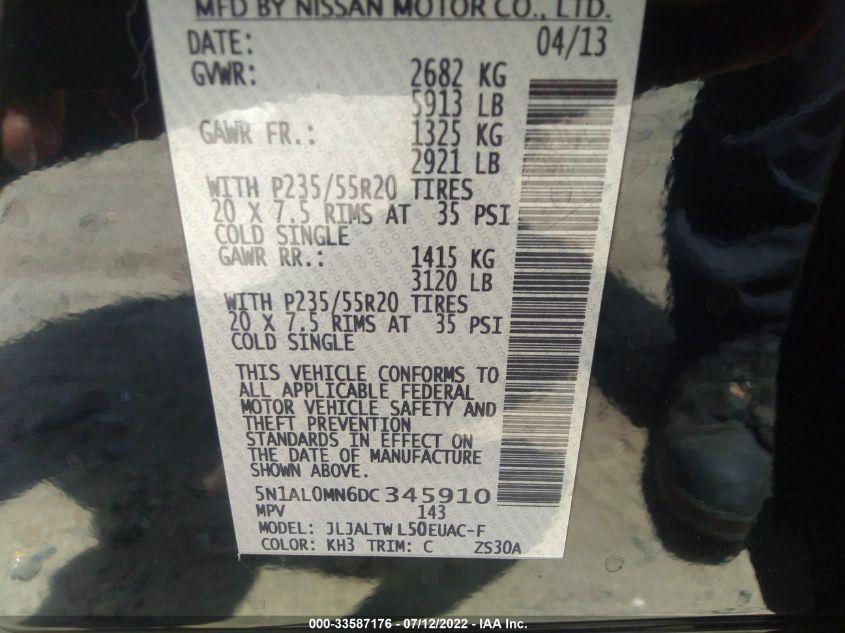 MFD BY NISSAN MOTOR CO., LTD.
DATE: 04/13
GVWR: 2682 KG
5913 LB
GAWR FR.: 1325 KG
2921 LB
WITH P235/55R20 TIRES
20 X 7.5 RIMS AT 35 PSI
COLD SINGLE
GAWR RR.: 1415 KG
3120 LB
WITH P235/55R20 TIRES
20 X 7.5 RIMS AT 35 PSI
COLD SINGLE
THIS VEHICLE CONFORMS TO
ALL APPLICABLE FEDERAL
MOTOR VEHICLE SAFETY AND
THEFT PREVENTION
STANDARDS IN EFFECT ON
THE DATE OF MANUFACTURE
SHOWN ABOVE.
5N1AL0MN6DC345910
MPV 143
MODEL: JLJALTW L50EUAC-F
COLOR: KH3 TRIM: C ZS30A
000-33587176 - 07/12/2022 - IAA Inc.